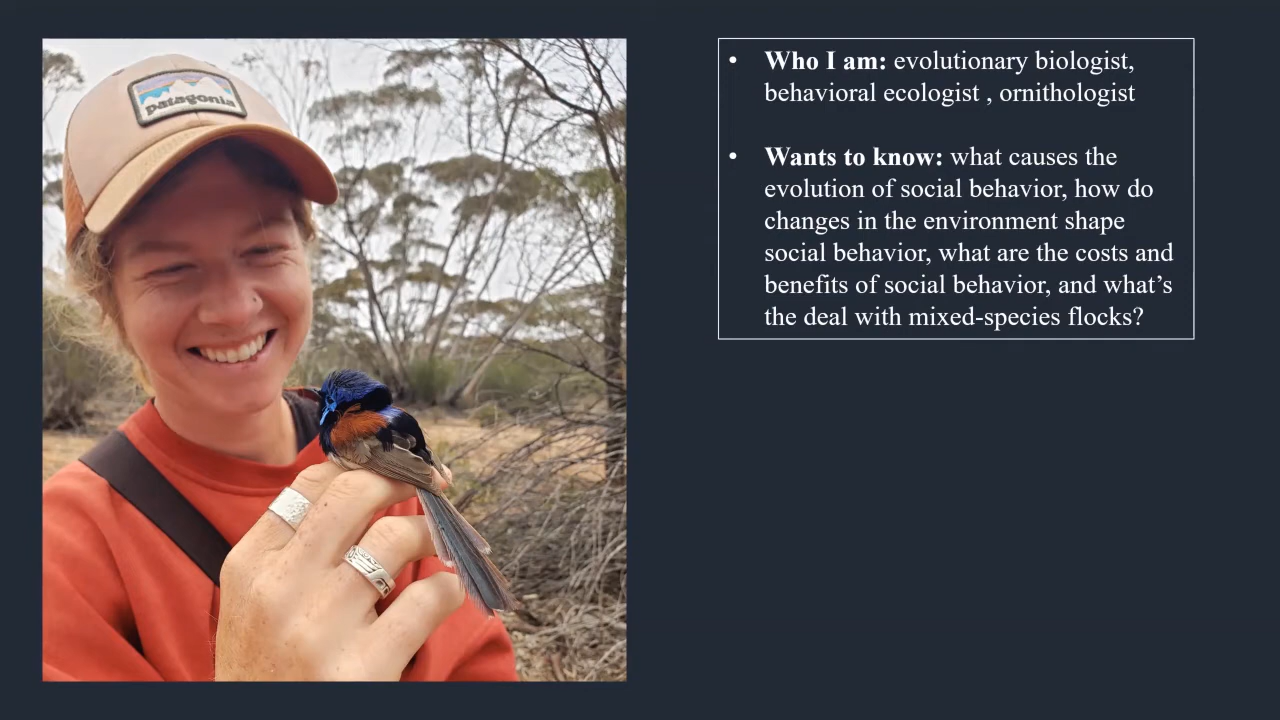 patagonia
• Who I am: evolutionary biologist,
behavioral ecologist , ornithologist
• Wants to know: what causes the
evolution of social behavior, how do
changes in the environment shape
social behavior, what are the costs and
benefits of social behavior, and what’s
the deal with mixed-species flocks?